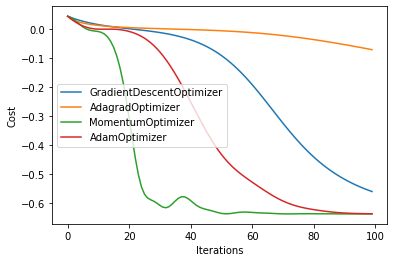 0.0
−0.1
−0.2
−0.3
−0.4
−0.5
−0.6
Cost
GradientDescentOptimizer
AdagradOptimizer
MomentumOptimizer
AdamOptimizer
0 20 40 60 80 100
Iterations